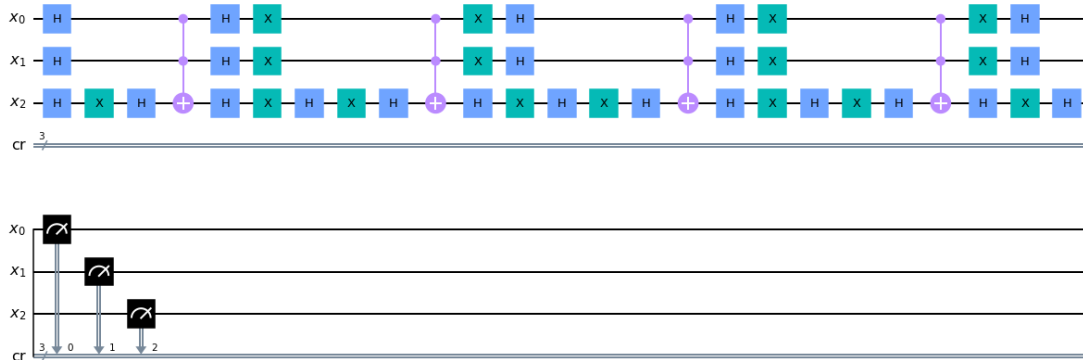 x0 H H X X H H X X H
x1 H H X X H H X X H
x2 H X H H X H X H H X H X H H X H X H H X H
cr 3
x0
x1
x2
cr 3 0 1 2